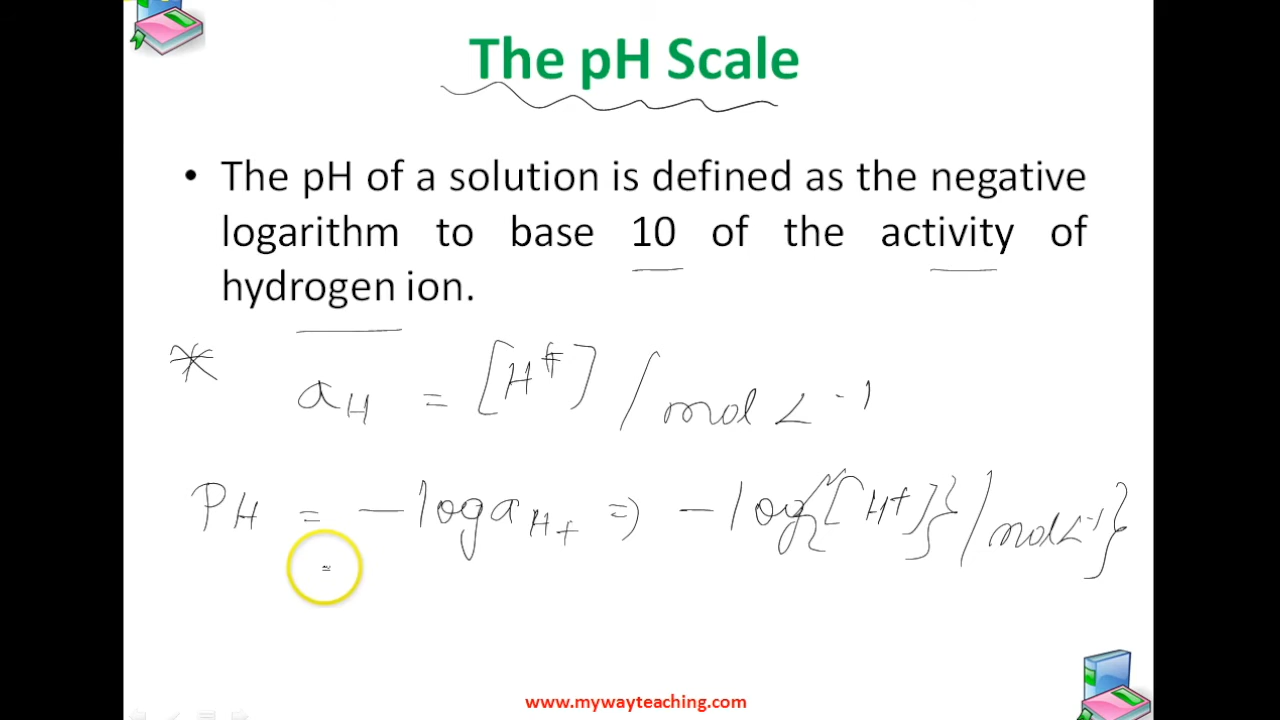 The pH Scale
• The pH of a solution is defined as the negative
logarithm to base 10 of the activity of
hydrogen ion.
* aH = [H+] / mol L-1
PH = -log aH+ => -log{[H+]}/mol L-1}
www.mywayteaching.com